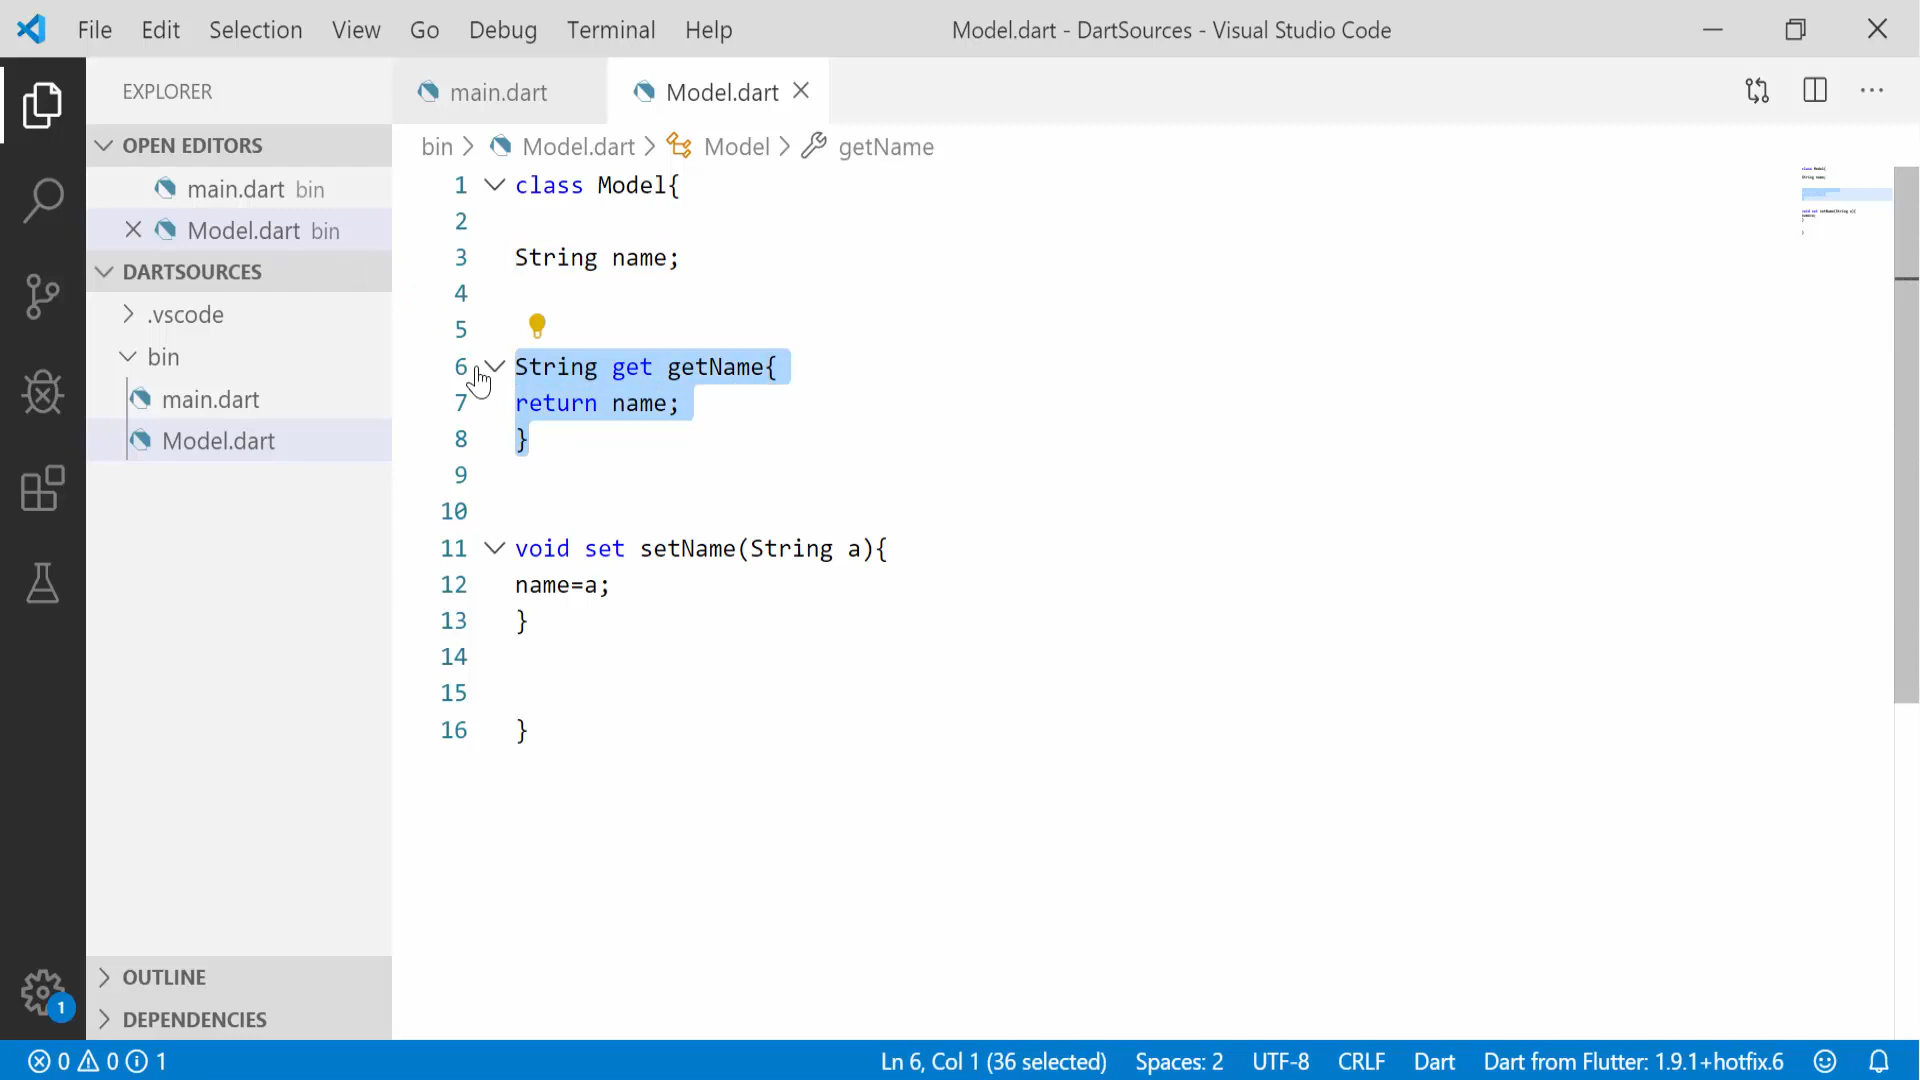 File Edit Selection View Go Debug Terminal Help
Model.dart - DartSources - Visual Studio Code
EXPLORER
main.dart
Model.dart
OPEN EDITORS
main.dart bin
Model.dart bin
DARTSOURCES
.vscode
bin
main.dart
Model.dart
OUTLINE
DEPENDENCIES
bin Model.dart Model getName
1 class Model{
2
3 String name;
4
5
6 String get getName{
7 return name;
8 }
9
10
11 void set setName(String a){
12 name=a;
13 }
14
15
16 }
1
0 0 1
Ln 6, Col 1 (36 selected) Spaces: 2 UTF-8 CRLF Dart Dart from Flutter: 1.9.1+hotfix.6